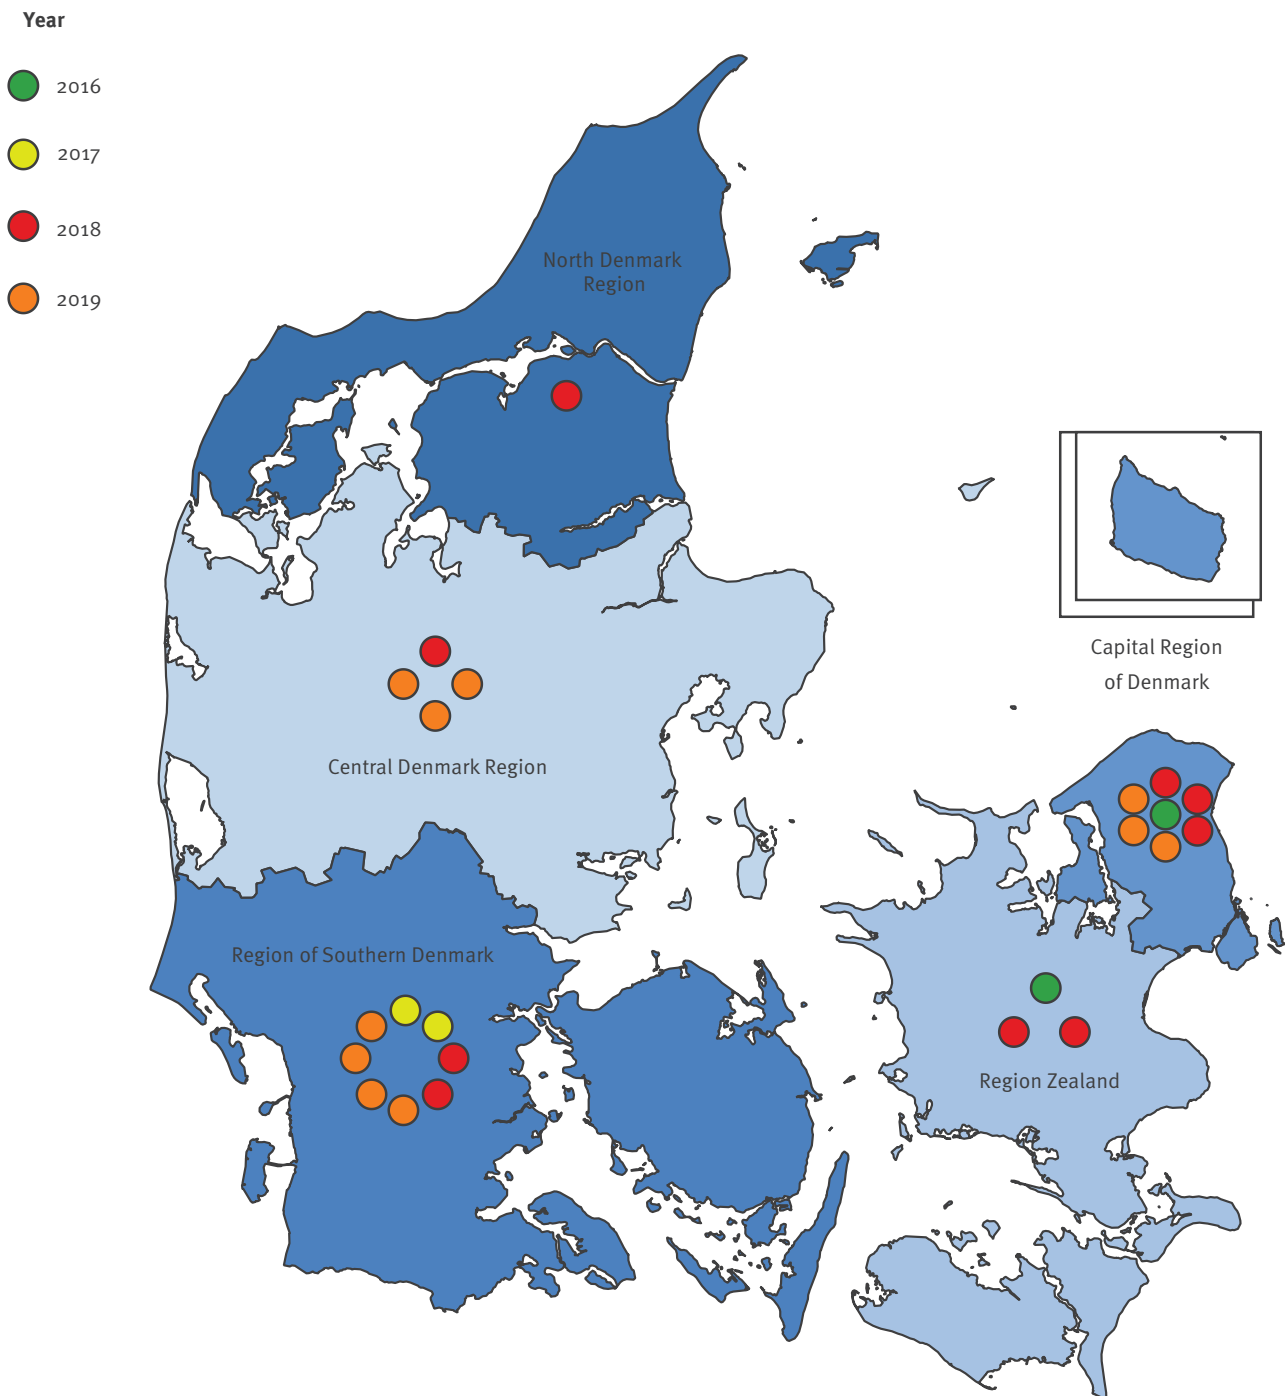 Year
2016
2017
2018
2019
North Denmark
Region
Capital Region
of Denmark
Central Denmark Region
Region of Southern Denmark
Region Zealand